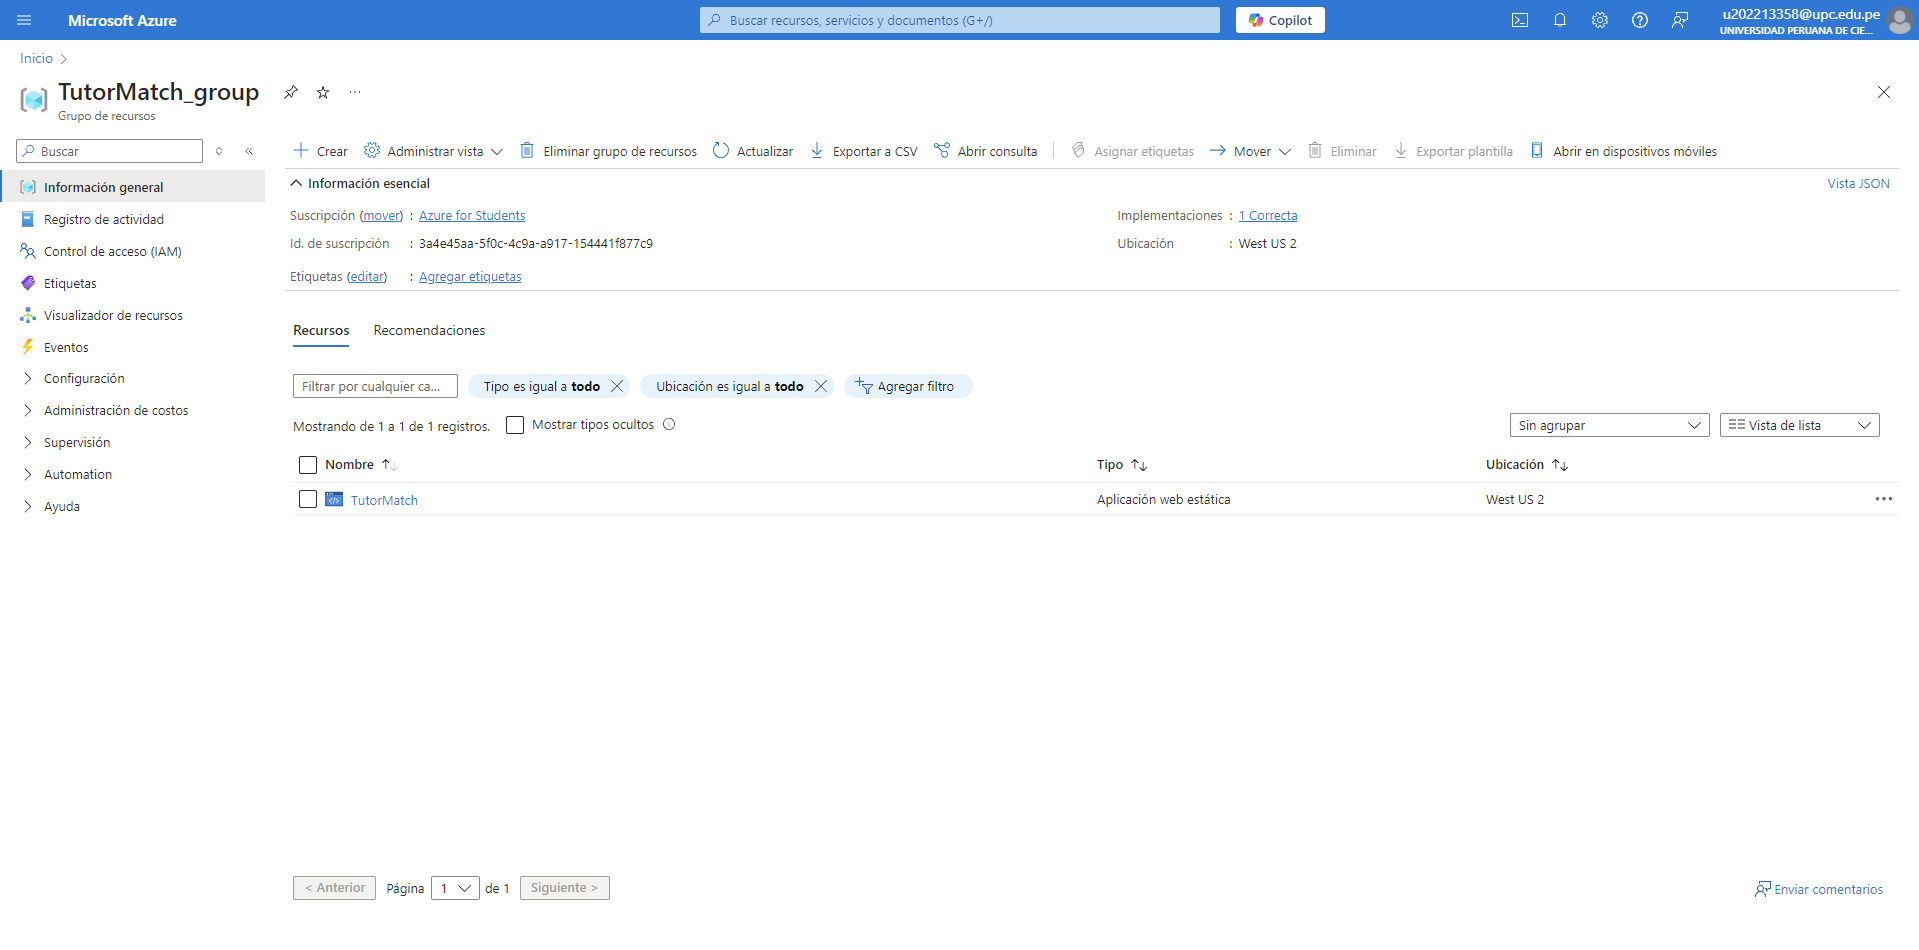 Microsoft Azure
Buscar recursos, servicios y documentos (G+/)
Copilot
u202213358@upc.edu.pe
UNIVERSIDAD PERUANA DE CIE...
Inicio
TutorMatch_group
Grupo de recursos
Buscar
Crear
Administrar vista
Eliminar grupo de recursos
Actualizar
Exportar a CSV
Abrir consulta
Asignar etiquetas
Mover
Eliminar
Exportar plantilla
Abrir en dispositivos móviles
Información general
Registro de actividad
Control de acceso (IAM)
Etiquetas
Visualizador de recursos
Eventos
Configuración
Administración de costos
Supervisión
Automation
Ayuda
Información esencial
Vista JSON
Suscripción (mover) : Azure for Students
Implementaciones : 1 Correcta
Id. de suscripción : 3a4e45aa-5f0c-4c9a-a917-154441f877c9
Ubicación : West US 2
Etiquetas (editar) : Agregar etiquetas
Recursos
Recomendaciones
Filtrar por cualquier ca...
Tipo es igual a todo
Ubicación es igual a todo
Agregar filtro
Mostrando de 1 a 1 de 1 registros.
Mostrar tipos ocultos
Sin agrupar
Vista de lista
Nombre
Tipo
Ubicación
TutorMatch
Aplicación web estática
West US 2
< Anterior
Página 1 de 1
Siguiente >
Enviar comentarios